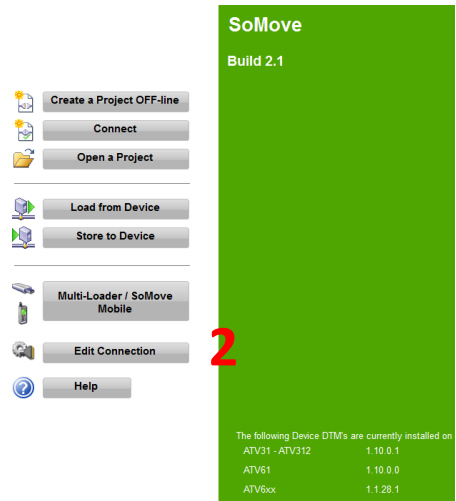 SoMove
Build 2.1
Create a Project OFF-line
Connect
Open a Project
Load from Device
Store to Device
Multi-Loader / SoMove
Mobile
Edit Connection
2
Help
The following Device DTM's are currently installed on
ATV31 - ATV312 1.10.0.1
ATV61 1.10.0.0
ATV6xx 1.1.28.1